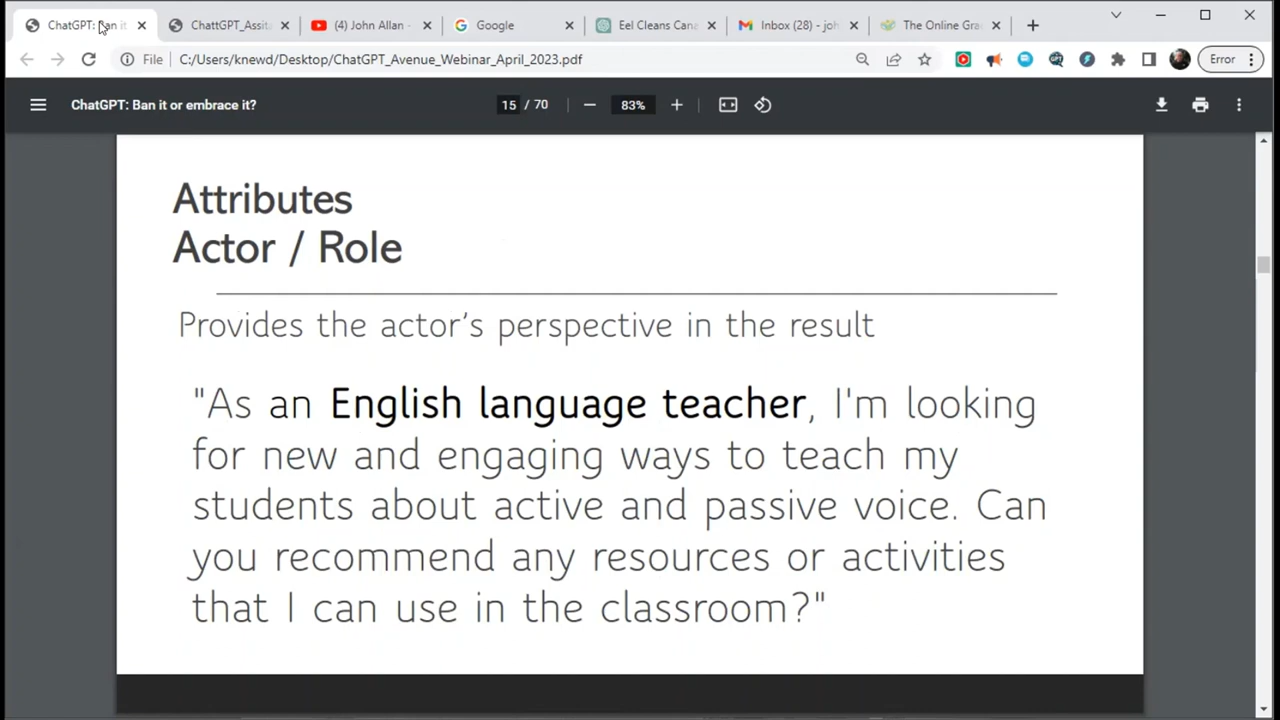 ChatGPT: Ban it
ChattGPT_Assita
(4) John Allan -
Google
Eel Cleans Cana
Inbox (28) - joh
The Online Gra
File
C:/Users/knewd/Desktop/ChatGPT_Avenue_Webinar_April_2023.pdf
GPT
Error
ChatGPT: Ban it or embrace it?
15 / 70
83%
Attributes
Actor / Role
Provides the actor's perspective in the result
"As an English language teacher, I'm looking
for new and engaging ways to teach my
students about active and passive voice. Can
you recommend any resources or activities
that I can use in the classroom?"